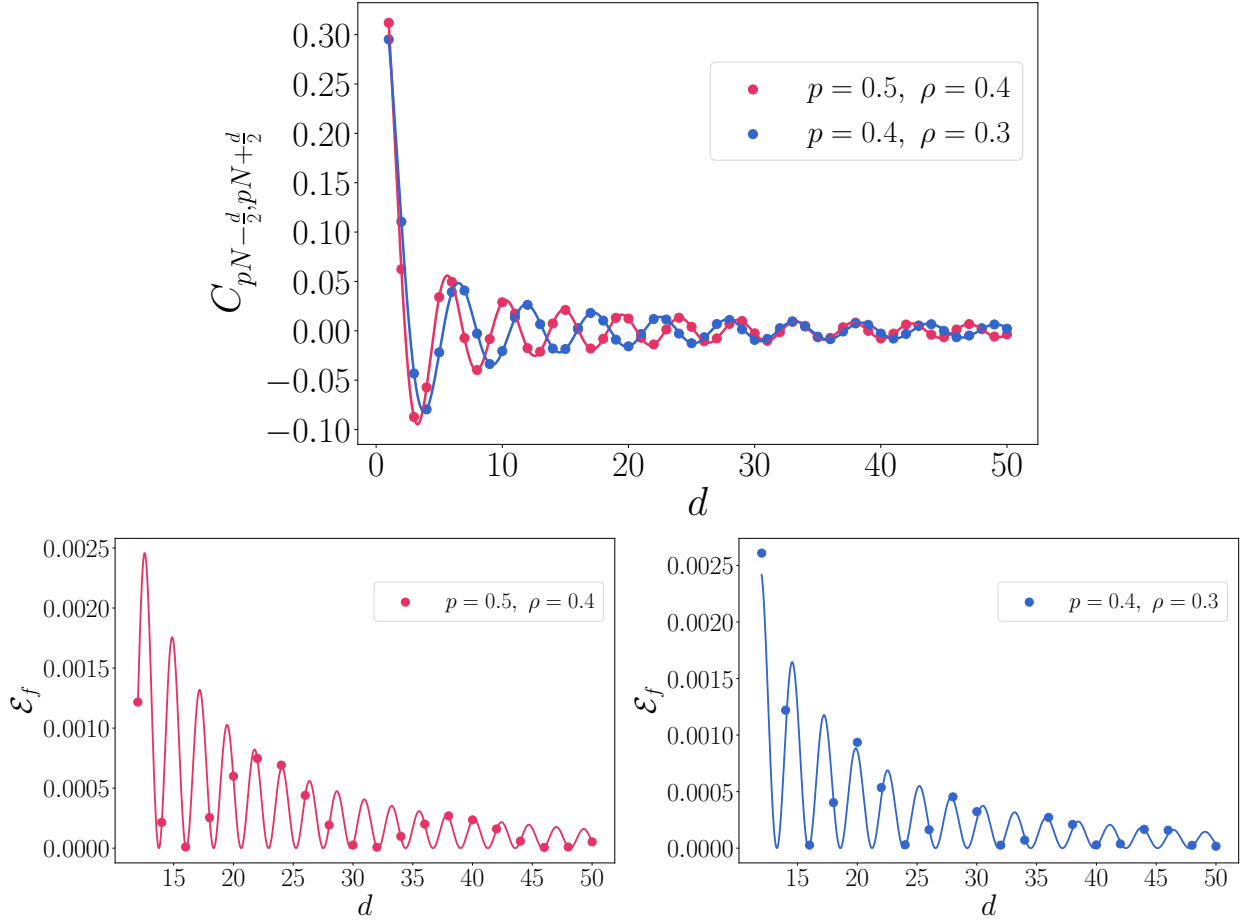 0.30
0.25
0.20
0.15
0.10
0.05
0.00
−0.05
−0.10
C_{pN−\frac{d}{2},pN+\frac{d}{2}}
p = 0.5, ρ = 0.4
p = 0.4, ρ = 0.3
0 10 20 30 40 50
d
0.0025
0.0020
0.0015
0.0010
0.0005
0.0000
ℰ_f
p = 0.5, ρ = 0.4
15 20 25 30 35 40 45 50
d
0.0025
0.0020
0.0015
0.0010
0.0005
0.0000
ℰ_f
p = 0.4, ρ = 0.3
15 20 25 30 35 40 45 50
d